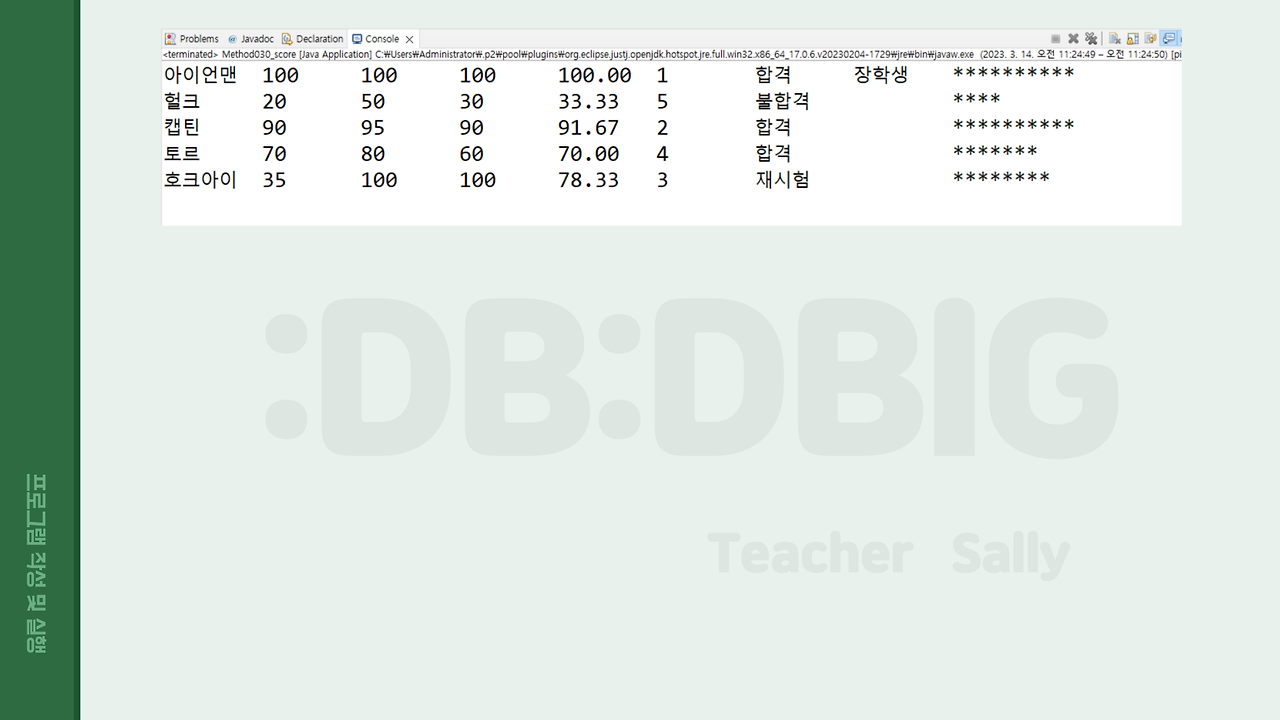 Problems Javadoc Declaration Console
<terminated> Method030_score [Java Application] C:₩Users₩Administrator₩.p2₩pool₩plugins₩org.eclipse.justj.openjdk.hotspot.jre.full.win32.x86_64_17.0.6.v20230204-1729₩jre₩bin₩javaw.exe (2023. 3. 14. 오전 11:24:49 – 오전 11:24:50) [pi
아이언맨 100 100 100 100.00 1 합격 장학생 **********
헐크 20 50 30 33.33 5 불합격 ****
캡틴 90 95 90 91.67 2 합격 **********
토르 70 80 60 70.00 4 합격 *******
호크아이 35 100 100 78.33 3 재시험 ********
:DB:DBIG
Teacher Sally
프로그램 작성 및 실행